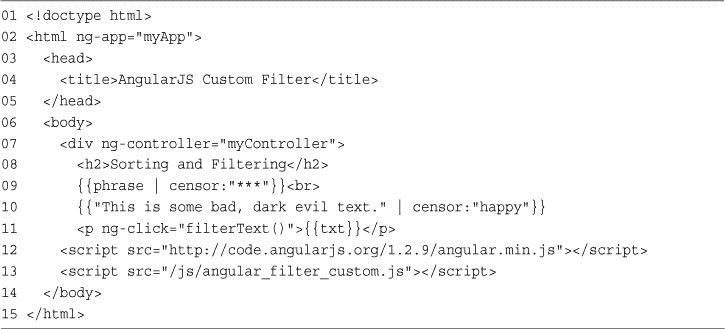 01 <!doctype html>
02 <html ng-app="myApp">
03   <head>
04     <title>AngularJS Custom Filter</title>
05   </head>
06   <body>
07     <div ng-controller="myController">
08       <h2>Sorting and Filtering</h2>
09       {{phrase | censor:"***"}}<br>
10       {{"This is some bad, dark evil text." | censor:"happy"}}
11       <p ng-click="filterText()">{{txt}}</p>
12     <script src="http://code.angularjs.org/1.2.9/angular.min.js"></script>
13     <script src="/js/angular_filter_custom.js"></script>
14   </body>
15 </html>